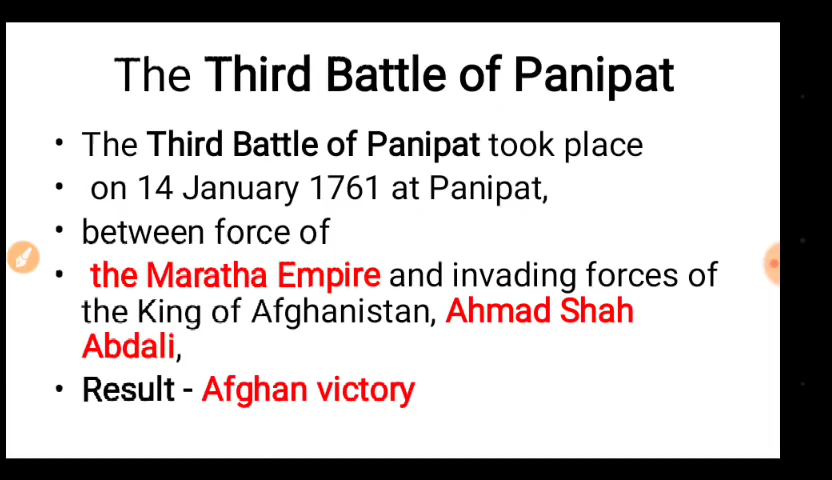 The Third Battle of Panipat
• The Third Battle of Panipat took place
• on 14 January 1761 at Panipat,
• between force of
• the Maratha Empire and invading forces of
the King of Afghanistan, Ahmad Shah
Abdali,
• Result - Afghan victory